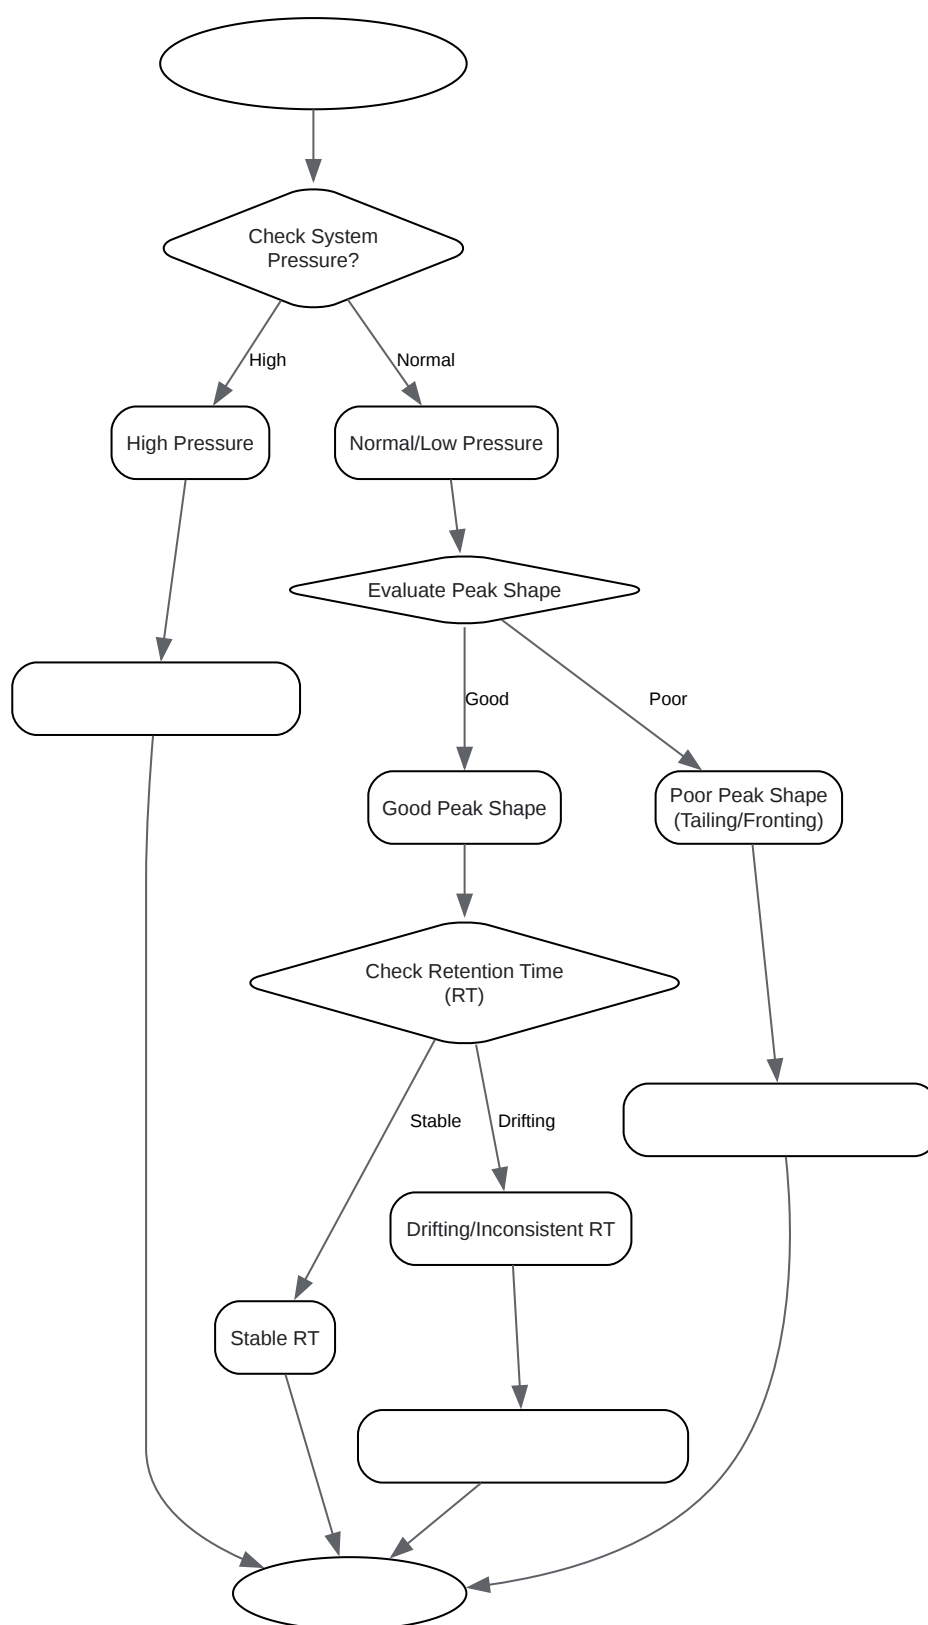 Check System
Pressure?
High
Normal
High Pressure
Normal/Low Pressure
Evaluate Peak Shape
Good
Poor
Good Peak Shape
Poor Peak Shape
(Tailing/Fronting)
Check Retention Time
(RT)
Stable
Drifting
Drifting/Inconsistent RT
Stable RT